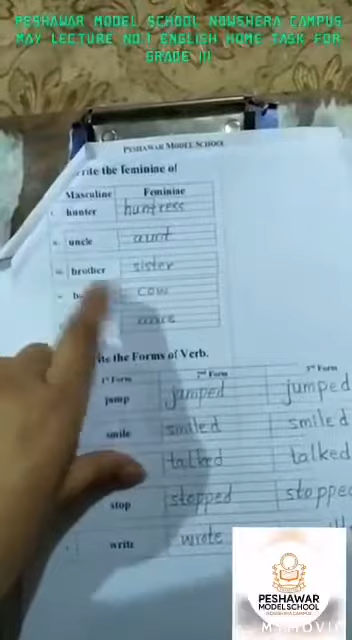 PESHAWAR MODEL SCHOOL NOWSHERA CAMPUS
MAY LECTURE NO:1 ENGLISH HOME TASK FOR
GRADE III
PESHAWAR MODEL SCHOOL
rite the feminine of
Masculine Feminine
hunter huntress
uncle aunt
brother sister
b cow
ite the Forms of Verb.
1st Form 2nd Form 3rd Form
jump jumped jumped
smile smiled smiled
talked talked
stop stopped stopped
write wrote
PESHAWAR
MODEL SCHOOL